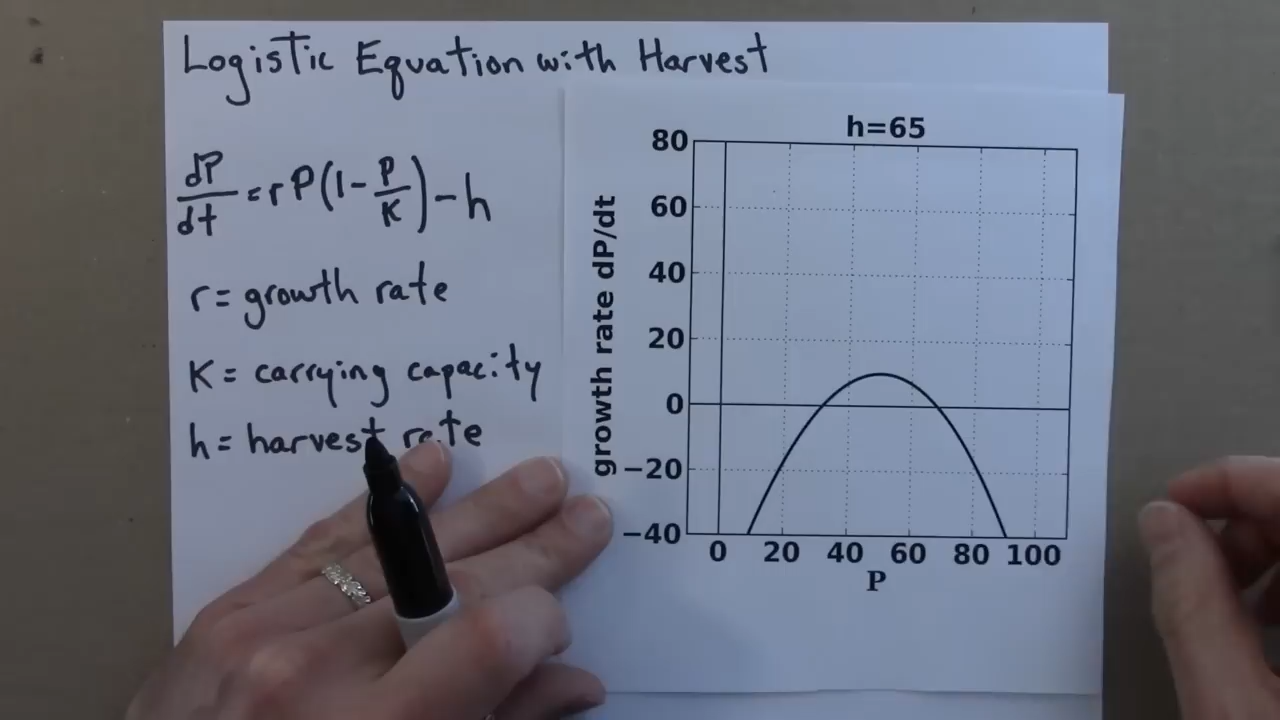 Logistic Equation with Harvest
dP/dt = rP(1 - P/K) - h
r = growth rate
K = carrying capacity
h = harvest rate
h=65
growth rate dP/dt
80
60
40
20
0
−20
−40
0 20 40 60 80 100
P